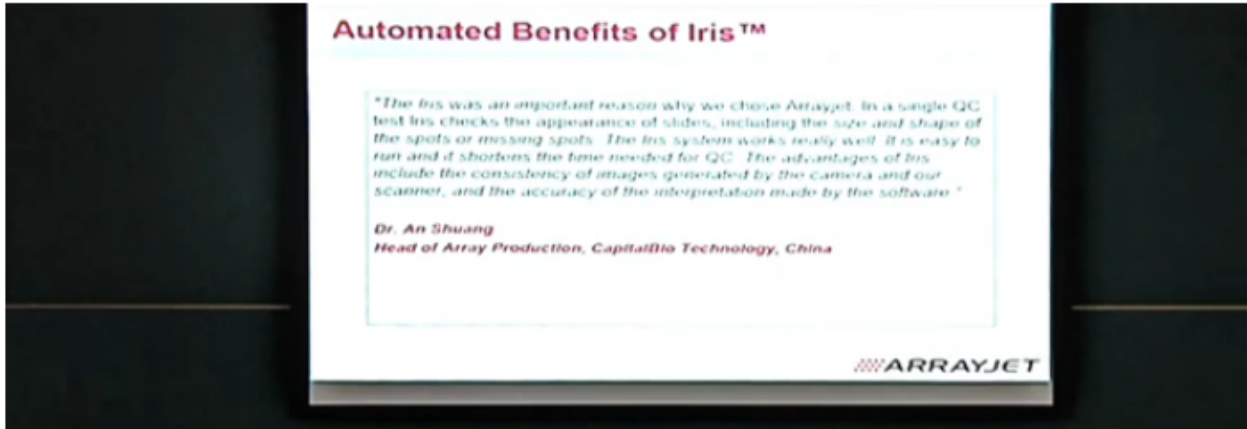 Automated Benefits of Iris™
"The Iris was an important reason why we chose Arrayjet. In a single QC
test Iris checks the appearance of slides, including the size and shape of
the spots or missing spots. The Iris system works really well. It is easy to
run and it shortens the time needed for QC. The advantages of Iris
include the consistency of images generated by the camera and our
scanner, and the accuracy of the interpretation made by the software."
Dr. An Shuang
Head of Array Production, CapitalBio Technology, China
ARRAYJET